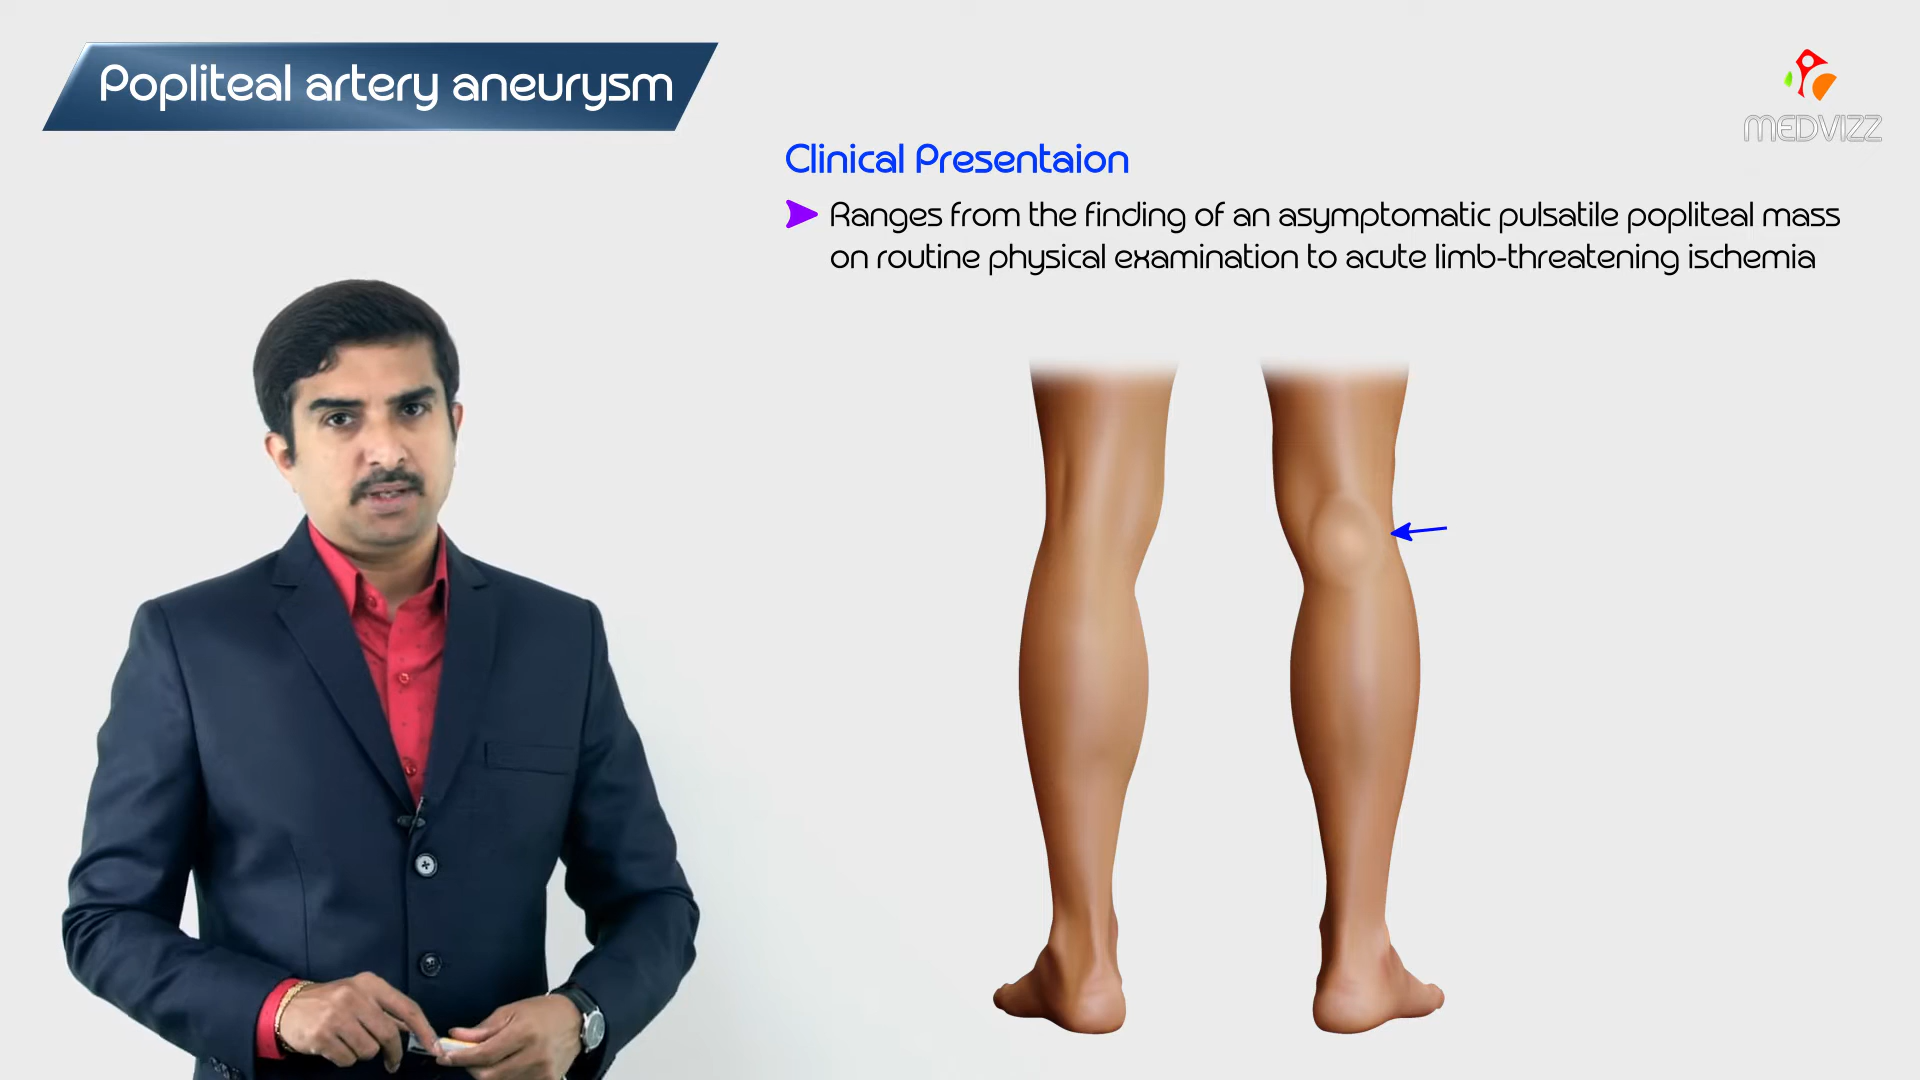 Popliteal artery aneurysm
MEDVIZZ
Clinical Presentaion
Ranges from the finding of an asymptomatic pulsatile popliteal mass
on routine physical examination to acute limb-threatening ischemia